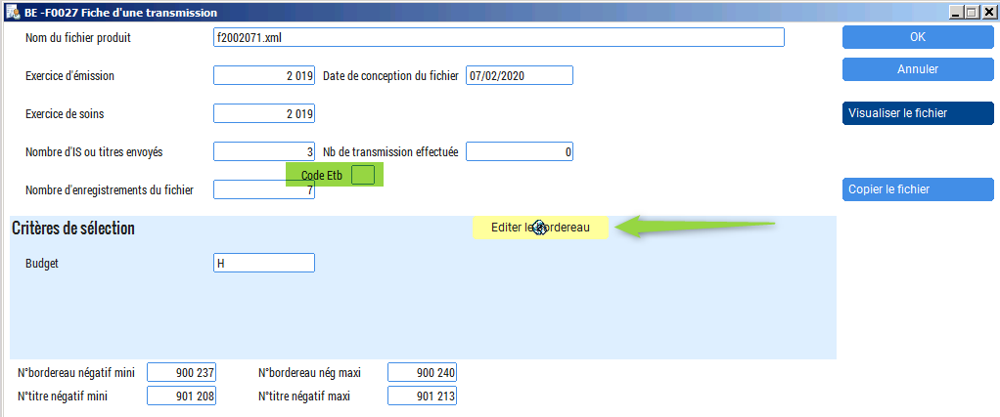 BE -F0027 Fiche d'une transmission
Nom du fichier produit f2002071.xml OK
Exercice d'émission 2 019 Date de conception du fichier 07/02/2020 Annuler
Exercice de soins 2 019 Visualiser le fichier
Nombre d'IS ou titres envoyés 3 Nb de transmission effectuée 0
Code Etb
Nombre d'enregistrements du fichier 7 Copier le fichier
Critères de sélection Editer le bordereau
Budget H
N°bordereau négatif mini 900 237 N°bordereau nég maxi 900 240
N°titre négatif mini 901 208 N°titre négatif maxi 901 213